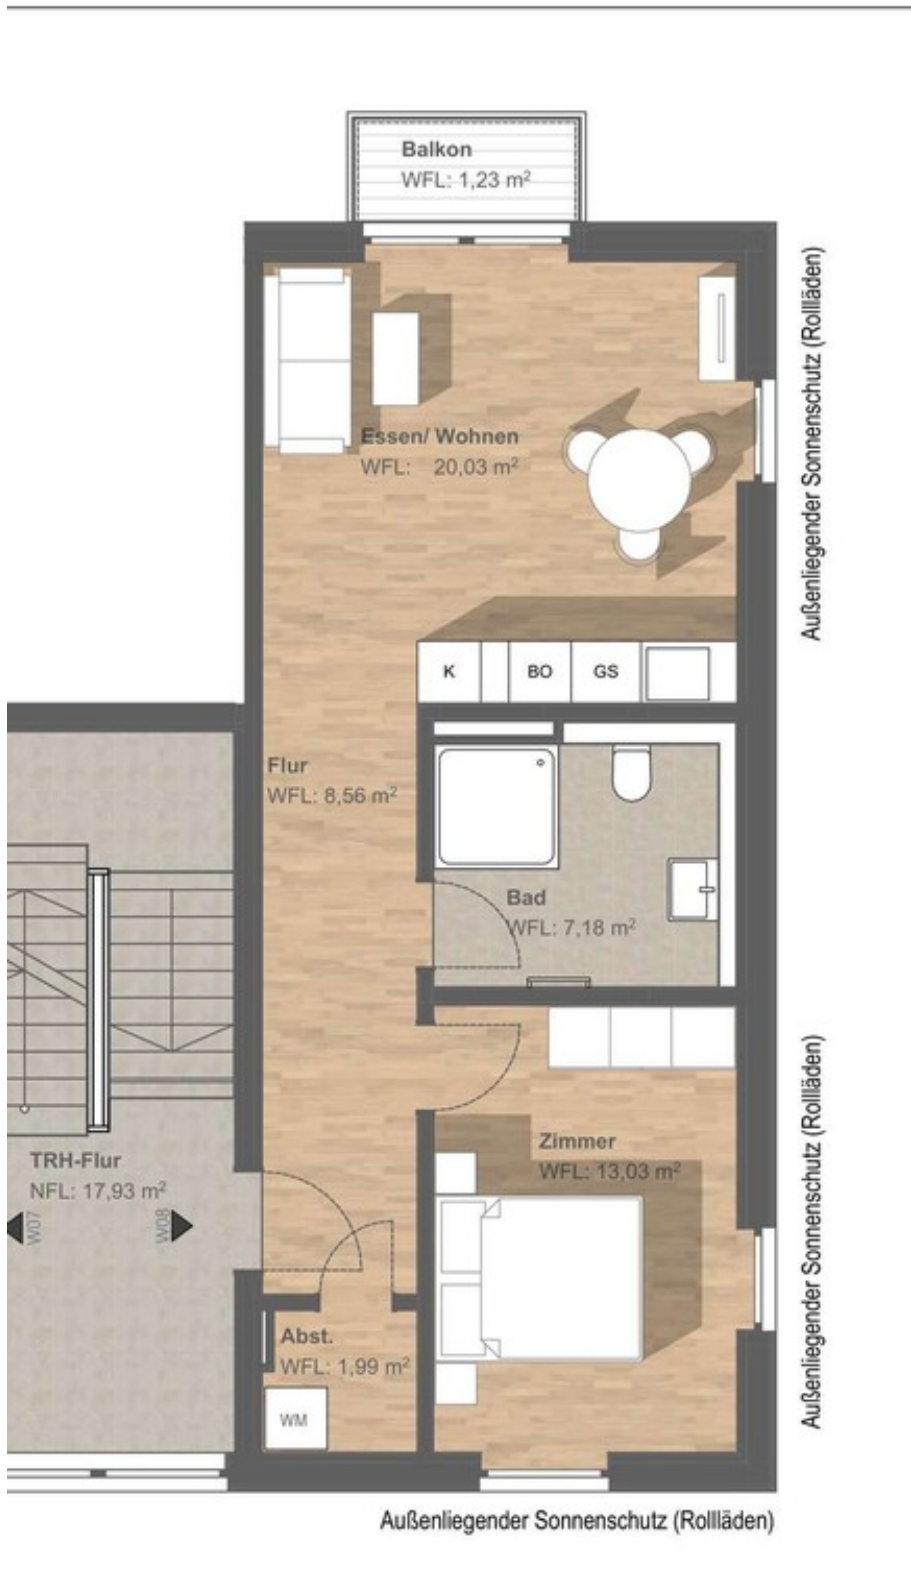 Balkon
WFL: 1,23 m²
Außenliegender Sonnenschutz (Rollläden)
Essen/ Wohnen
WFL: 20,03 m²
K
BO
GS
Flur
WFL: 8,56 m²
Bad
WFL: 7,18 m²
Außenliegender Sonnenschutz (Rollläden)
TRH-Flur
NFL: 17,93 m²
W07
W08
Zimmer
WFL: 13,03 m²
Abst.
WFL: 1,99 m²
WM
Außenliegender Sonnenschutz (Rollläden)